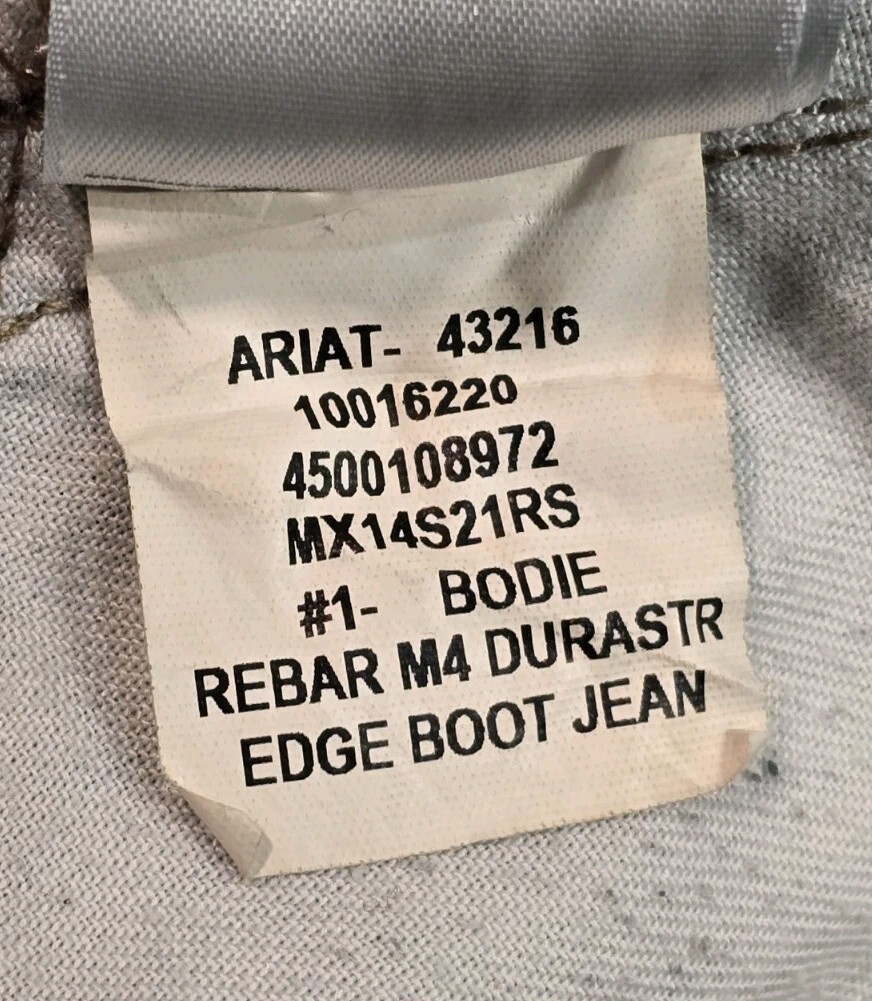 ARIAT- 43216
10016220
4500108972
MX14S21RS
#1- BODIE
REBAR M4 DURASTR
EDGE BOOT JEAN